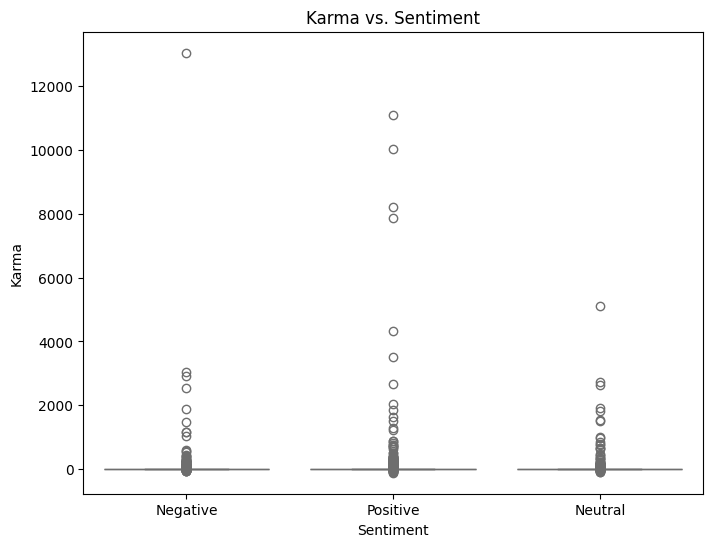 Karma vs. Sentiment
12000
10000
8000
6000
4000
2000
0
Karma
Negative
Positive
Neutral
Sentiment